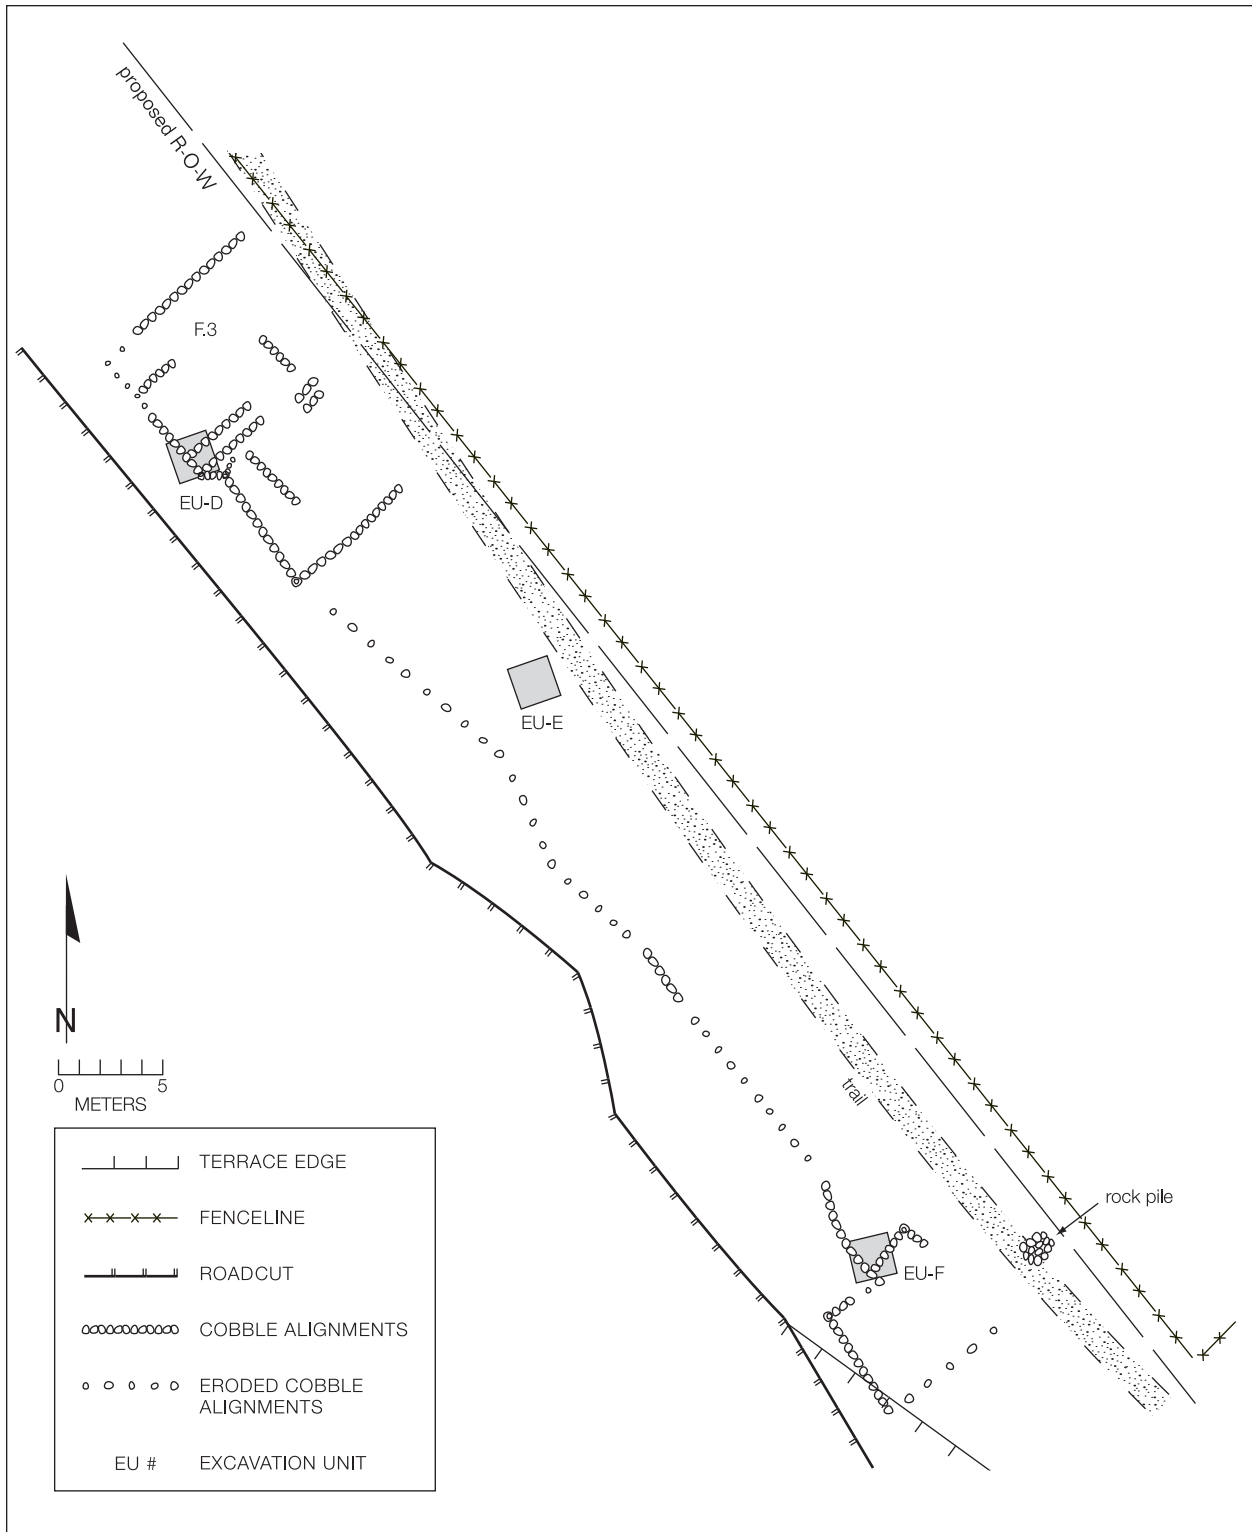 proposed R-O-W
F.3
EU-D
EU-E
N
0 5
METERS
trail
rock pile
EU-F
TERRACE EDGE
FENCELINE
ROADCUT
COBBLE ALIGNMENTS
ERODED COBBLE
ALIGNMENTS
EU # EXCAVATION UNIT